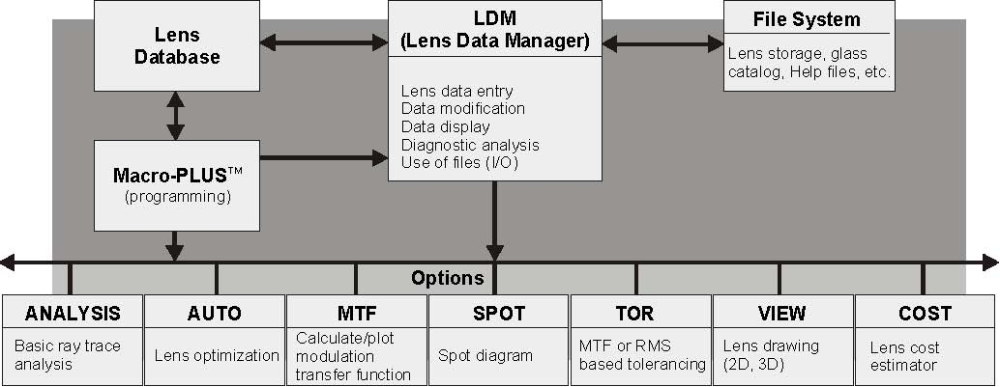 Lens
Database
LDM
(Lens Data Manager)
Lens data entry
Data modification
Data display
Diagnostic analysis
Use of files (I/O)
File System
Lens storage, glass
catalog, Help files, etc.
Macro-PLUS™
(programming)
Options
ANALYSIS
Basic ray trace
analysis
AUTO
Lens optimization
MTF
Calculate/plot
modulation
transfer function
SPOT
Spot diagram
TOR
MTF or RMS
based tolerancing
VIEW
Lens drawing
(2D, 3D)
COST
Lens cost
estimator